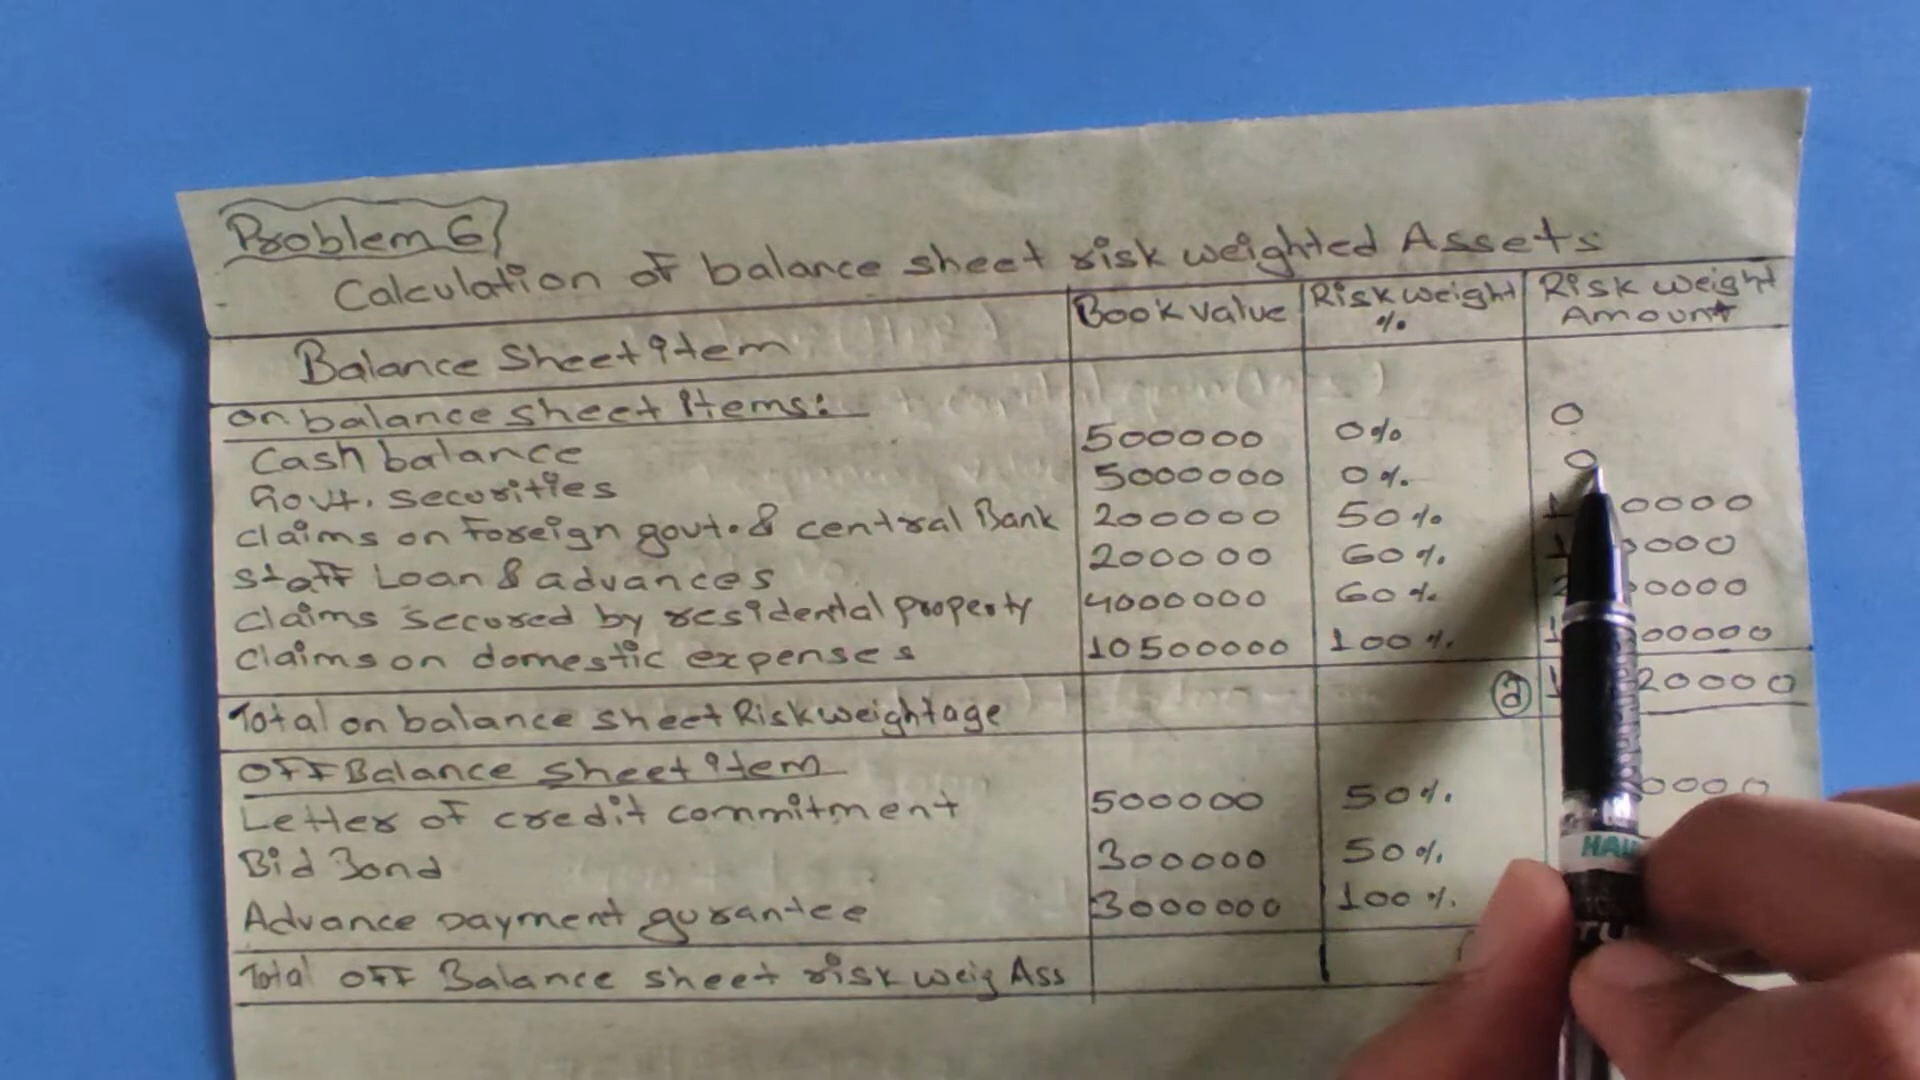 Problem 6
Calculation of balance sheet risk weighted Assets
Balance Sheet item Book value Risk weight % Risk weight Amount
on balance sheet items:
Cash balance 500000 0% 0
Govt. securities 5000000 0% 0
claims on foreign govt. & central Bank 200000 50%
Staff Loan & advances 200000 60%
claims secured by residental property 4000000 60%
claims on domestic expenses 10500000 100%
Total on balance sheet Riskweightage a
OFF Balance sheet item
Letter of credit commitment 500000 50%
Bid Bond 300000 50%
Advance payment gurantee 3000000 100%
Total OFF Balance sheet risk weig Ass